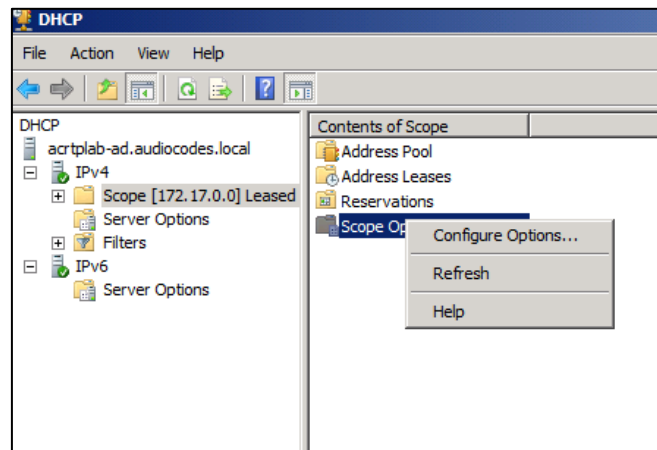 DHCP
File Action View Help
DHCP
acrtplab-ad.audiocodes.local
IPv4
Scope [172.17.0.0] Leased
Server Options
Filters
IPv6
Server Options
Contents of Scope
Address Pool
Address Leases
Reservations
Scope Op
Configure Options...
Refresh
Help